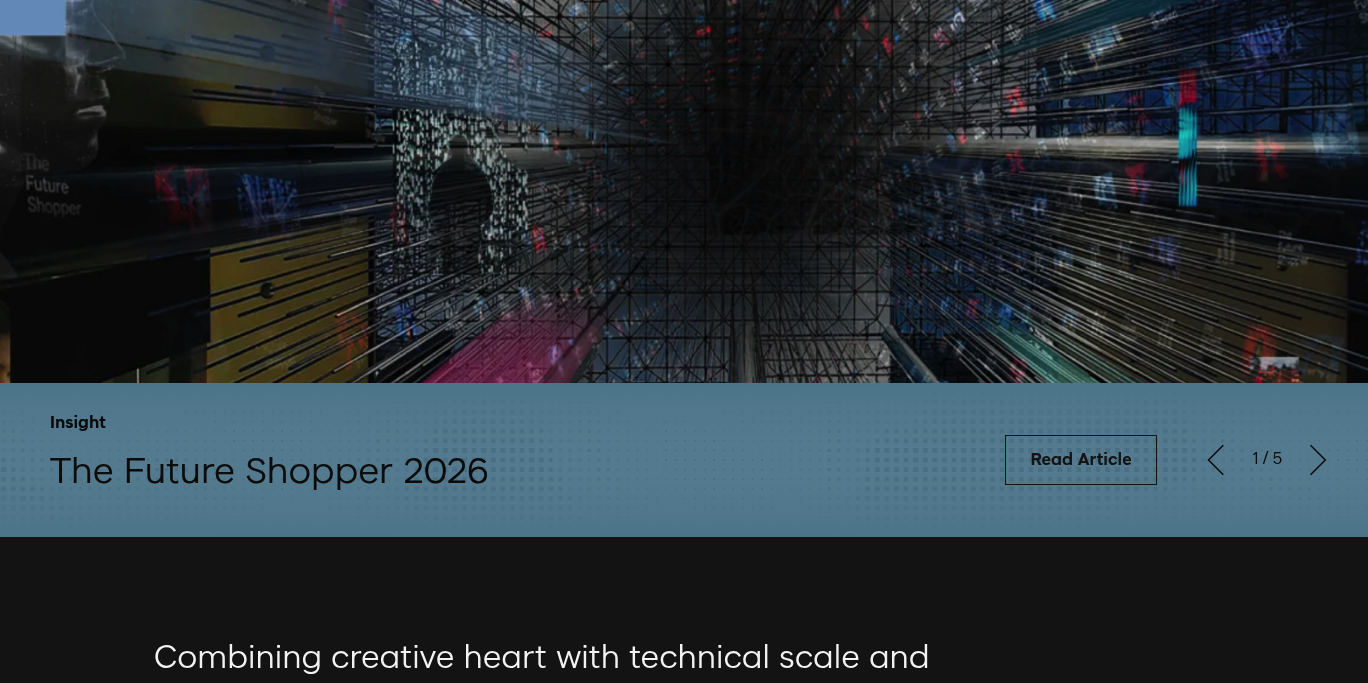 The
Future
Shopper
Insight
The Future Shopper 2026
Read Article
1 / 5
Combining creative heart with technical scale and